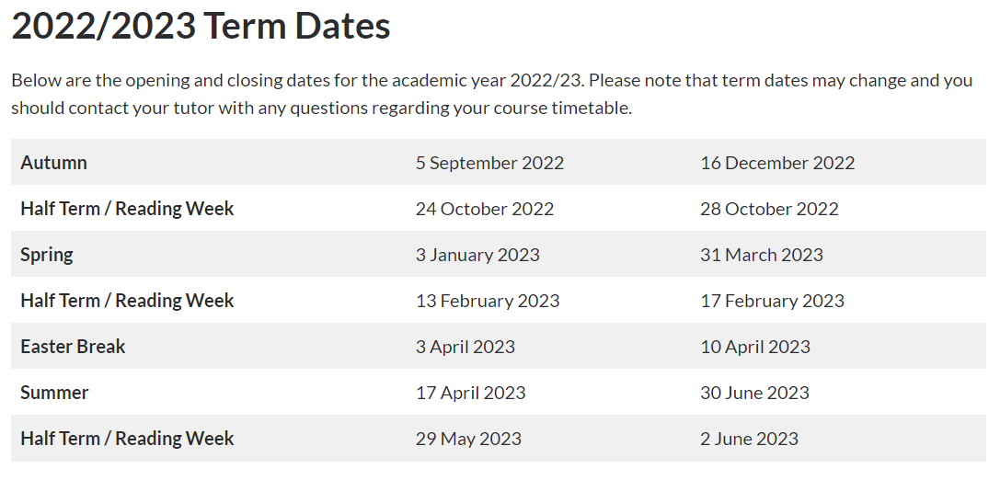 2022/2023 Term Dates
Below are the opening and closing dates for the academic year 2022/23. Please note that term dates may change and you
should contact your tutor with any questions regarding your course timetable.
Autumn 5 September 2022 16 December 2022
Half Term / Reading Week 24 October 2022 28 October 2022
Spring 3 January 2023 31 March 2023
Half Term / Reading Week 13 February 2023 17 February 2023
Easter Break 3 April 2023 10 April 2023
Summer 17 April 2023 30 June 2023
Half Term / Reading Week 29 May 2023 2 June 2023